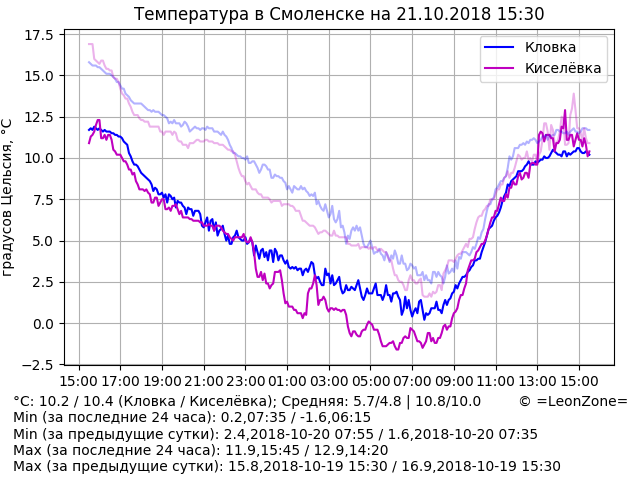 Температура в Смоленске на 21.10.2018 15:30
17.5
15.0
12.5
10.0
7.5
5.0
2.5
0.0
−2.5
градусов Цельсия, °C
Кловка
Киселёвка
15:00 17:00 19:00 21:00 23:00 01:00 03:00 05:00 07:00 09:00 11:00 13:00 15:00
°C: 10.2 / 10.4 (Кловка / Киселёвка); Средняя: 5.7/4.8 | 10.8/10.0 © =LeonZone=
Min (за последние 24 часа): 0.2,07:35 / -1.6,06:15
Min (за предыдущие сутки): 2.4,2018-10-20 07:55 / 1.6,2018-10-20 07:35
Max (за последние 24 часа): 11.9,15:45 / 12.9,14:20
Max (за предыдущие сутки): 15.8,2018-10-19 15:30 / 16.9,2018-10-19 15:30